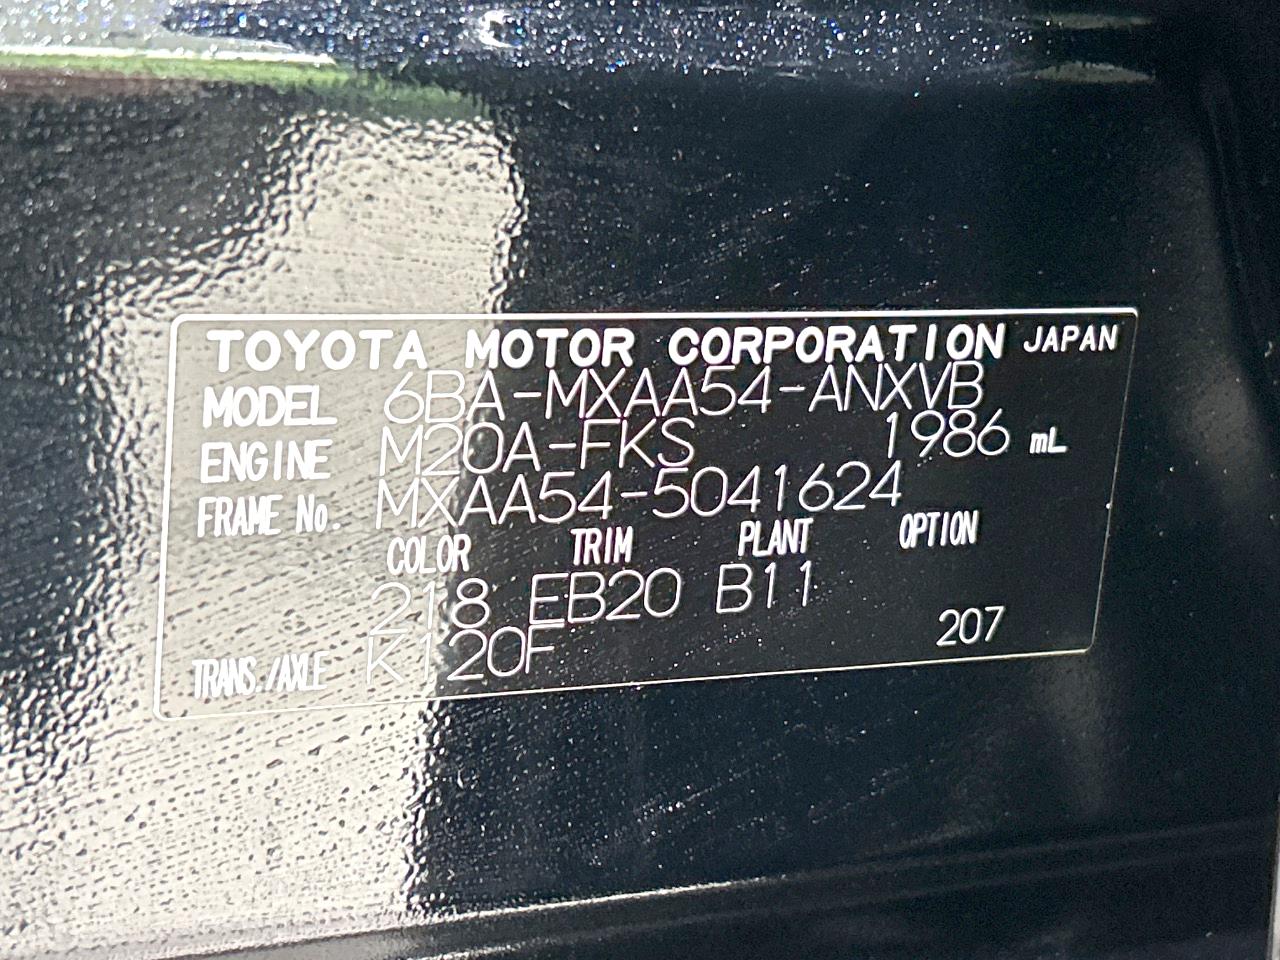 TOYOTA MOTOR CORPORATION JAPAN
MODEL 6BA-MXAA54-ANXVB
ENGINE M20A-FKS 1986 mL
FRAME No. MXAA54-5041624
COLOR TRIM PLANT OPTION
218 EB20 B11
TRANS./AXLE K120F 207